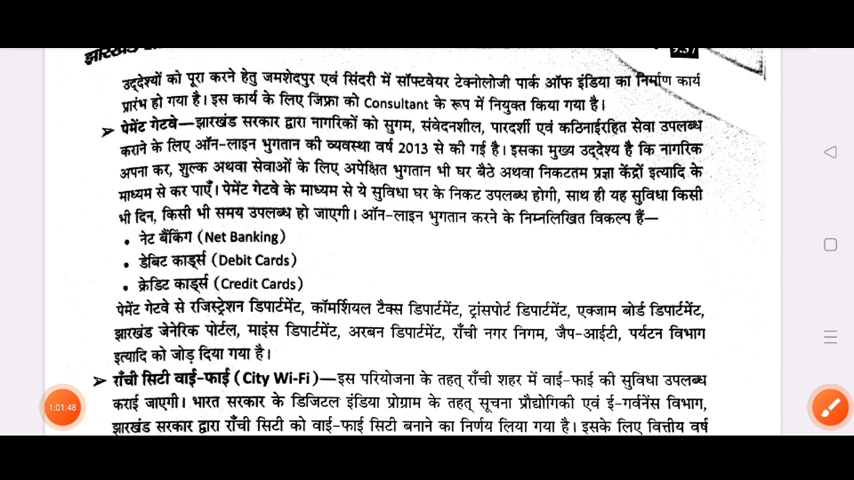 झारखंड
9.57
उद्देश्यों को पूरा करने हेतु जमशेदपुर एवं सिंदरी में सॉफ्टवेयर टेक्नोलोजी पार्क ऑफ इंडिया का निर्माण कार्य
प्रारंभ हो गया है। इस कार्य के लिए जिंफ्रा को Consultant के रूप में नियुक्त किया गया है।
➤ पेमेंट गेटवे—झारखंड सरकार द्वारा नागरिकों को सुगम, संवेदनशील, पारदर्शी एवं कठिनाईरहित सेवा उपलब्ध
कराने के लिए ऑन-लाइन भुगतान की व्यवस्था वर्ष 2013 से की गई है। इसका मुख्य उद्देश्य है कि नागरिक
अपना कर, शुल्क अथवा सेवाओं के लिए अपेक्षित भुगतान भी घर बैठे अथवा निकटतम प्रज्ञा केंद्रों इत्यादि के
माध्यम से कर पाएँ। पेमेंट गेटवे के माध्यम से ये सुविधा घर के निकट उपलब्ध होगी, साथ ही यह सुविधा किसी
भी दिन, किसी भी समय उपलब्ध हो जाएगी। ऑन-लाइन भुगतान करने के निम्नलिखित विकल्प हैं—
• नेट बैंकिंग (Net Banking)
• डेबिट कार्ड्स (Debit Cards)
• क्रेडिट कार्ड्स (Credit Cards)
पेमेंट गेटवे से रजिस्ट्रेशन डिपार्टमेंट, कॉमर्शियल टैक्स डिपार्टमेंट, ट्रांसपोर्ट डिपार्टमेंट, एक्जाम बोर्ड डिपार्टमेंट,
झारखंड जेनेरिक पोर्टल, माइंस डिपार्टमेंट, अरबन डिपार्टमेंट, राँची नगर निगम, जैप-आईटी, पर्यटन विभाग
इत्यादि को जोड़ दिया गया है।
➤ राँची सिटी वाई-फाई (City Wi-Fi)—इस परियोजना के तहत् राँची शहर में वाई-फाई की सुविधा उपलब्ध
कराई जाएगी। भारत सरकार के डिजिटल इंडिया प्रोग्राम के तहत् सूचना प्रौद्योगिकी एवं ई-गर्वनेंस विभाग,
झारखंड सरकार द्वारा राँची सिटी को वाई-फाई सिटी बनाने का निर्णय लिया गया है। इसके लिए वित्तीय वर्ष
1:01:48